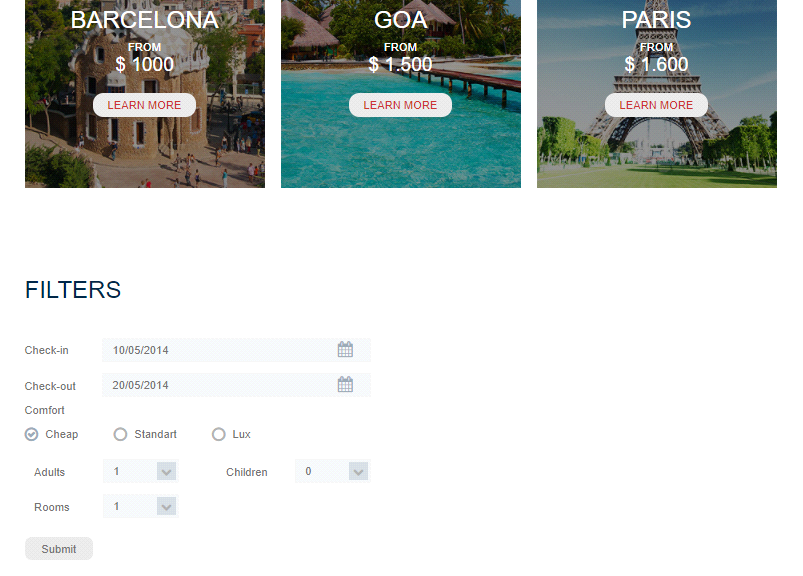 BARCELONA
FROM
$ 1000
LEARN MORE
GOA
FROM
$ 1.500
LEARN MORE
PARIS
FROM
$ 1.600
LEARN MORE
FILTERS
Check-in 10/05/2014
Check-out 20/05/2014
Comfort
Cheap Standart Lux
Adults 1 Children 0
Rooms 1
Submit